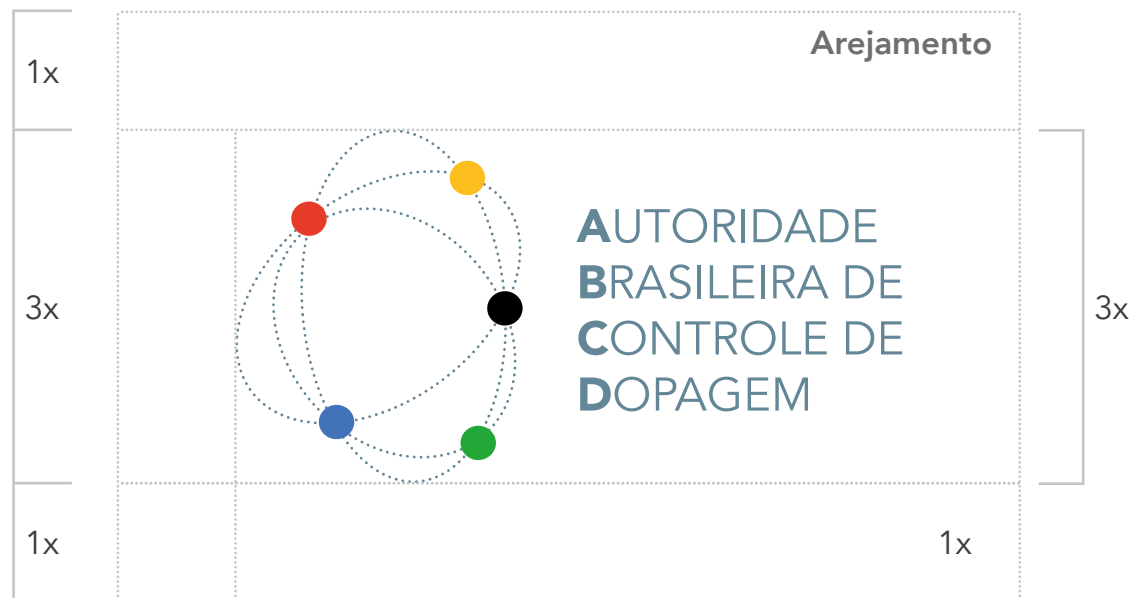 Arejamento
1x
3x
AUTORIDADE
BRASILEIRA DE
CONTROLE DE
DOPAGEM
3x
1x
1x